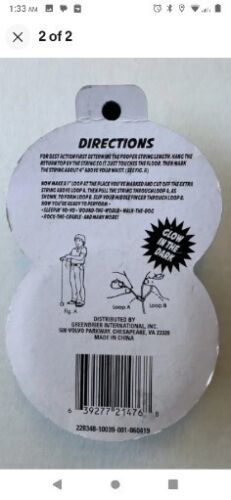 1:33 AM
2 of 2
DIRECTIONS
FOR BEST ACTION FIRST DETERMINE THE PROPER STRING LENGTH. HANG THE
RETURN TOP BY THE STRING SO IT JUST TOUCHES THE FLOOR. THEN MARK
THE STRING ABOUT 4" ABOVE YOUR WAIST. (SEE FIG. A)
NOW MAKE A 1" LOOP AT THE PLACE YOU'VE MARKED AND CUT OFF THE EXTRA
STRING ABOVE LOOP A. THEN PULL THE STRING THROUGH LOOP A, AS
SHOWN, TO FORM LOOP B. SLIP YOUR MIDDLE FINGER THROUGH LOOP B.
NOW YOU'RE READY TO PERFORM -
• SLEEPIN' YO-YO • 'ROUND-THE-WORLD • WALK-THE-DOG
• ROCK-THE-CRADLE - AND MANY MORE!
GLOW
IN THE
DARK
Fig. A
Loop A
Loop B
DISTRIBUTED BY
GREENBRIER INTERNATIONAL, INC.
500 VOLVO PARKWAY, CHESAPEAKE, VA 23320
MADE IN CHINA
6 39277 21476 8
220348-10039-001-060419